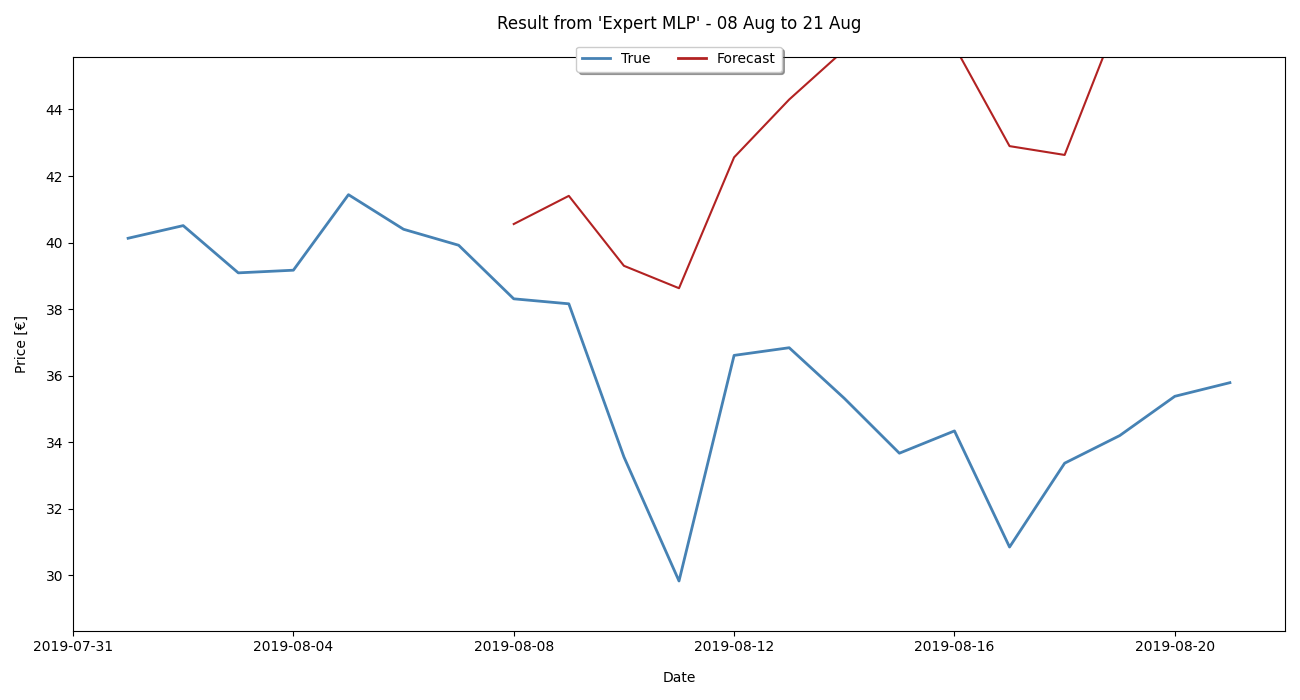 Result from 'Expert MLP' - 08 Aug to 21 Aug
True Forecast
44
42
40
38
36
34
32
30
Price [€]
2019-07-31 2019-08-04 2019-08-08 2019-08-12 2019-08-16 2019-08-20
Date